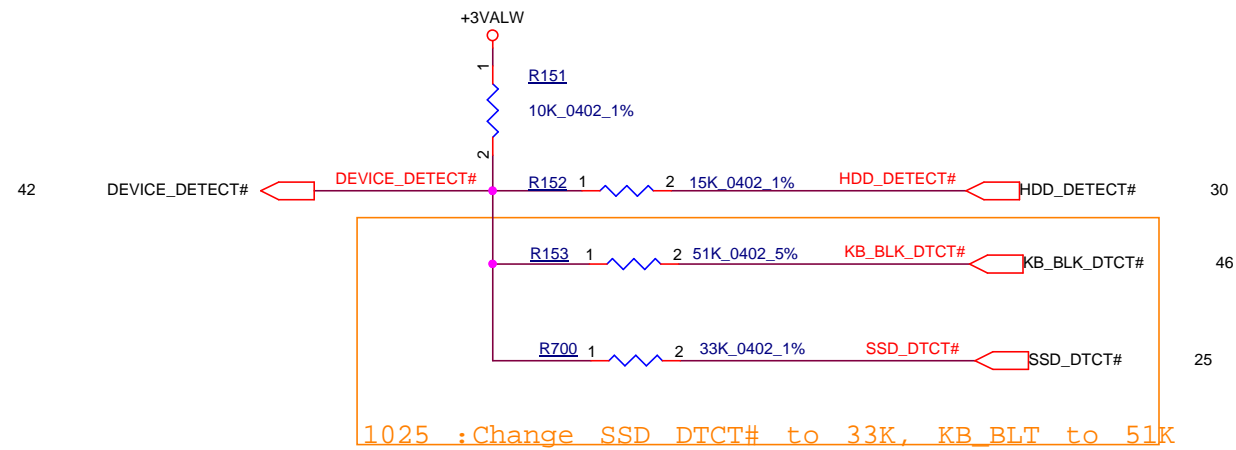 +3VALW
1
R151
10K_0402_1%
2
42 DEVICE_DETECT# DEVICE_DETECT# R152 1 2 15K_0402_1% HDD_DETECT# HDD_DETECT# 30
R153 1 2 51K_0402_5% KB_BLK_DTCT# KB_BLK_DTCT# 46
R700 1 2 33K_0402_1% SSD_DTCT# SSD_DTCT# 25
1025 :Change SSD DTCT# to 33K, KB_BLT to 51K